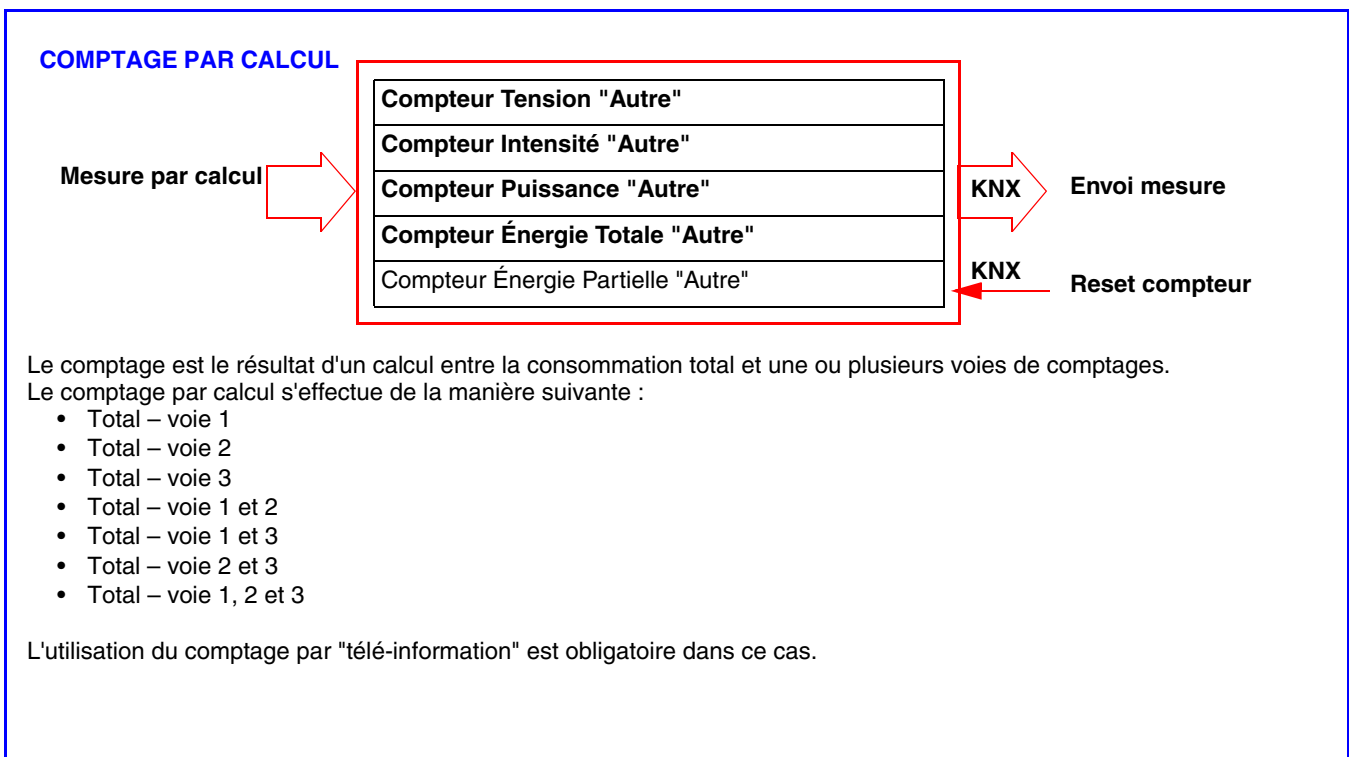 COMPTAGE PAR CALCUL
Compteur Tension "Autre"
Compteur Intensité "Autre"
Mesure par calcul
Compteur Puissance "Autre"
KNX
Envoi mesure
Compteur Énergie Totale "Autre"
Compteur Énergie Partielle "Autre"
KNX
Reset compteur
Le comptage est le résultat d'un calcul entre la consommation total et une ou plusieurs voies de comptages.
Le comptage par calcul s'effectue de la manière suivante :
• Total – voie 1
• Total – voie 2
• Total – voie 3
• Total – voie 1 et 2
• Total – voie 1 et 3
• Total – voie 2 et 3
• Total – voie 1, 2 et 3
L'utilisation du comptage par "télé-information" est obligatoire dans ce cas.